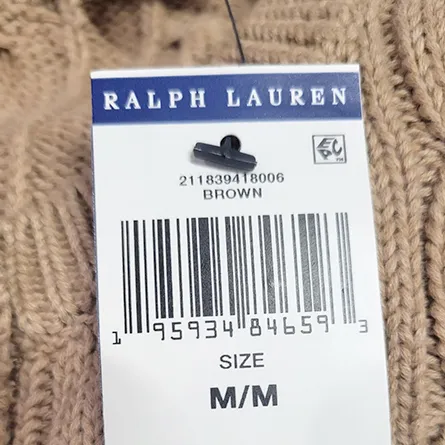 RALPH LAUREN
211839418006
BROWN
1 95934 84659 3
SIZE
M/M